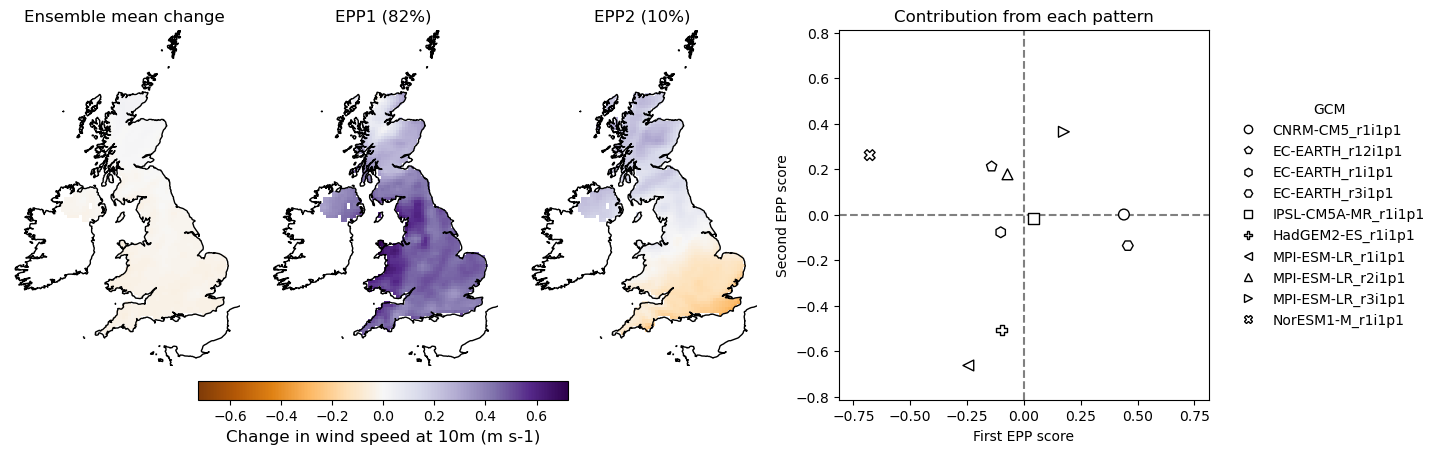 Ensemble mean change
EPP1 (82%)
EPP2 (10%)
Contribution from each pattern
0.8
0.6
0.4
0.2
0.0
−0.2
−0.4
−0.6
−0.8
Second EPP score
−0.75
−0.50
−0.25
0.00
0.25
0.50
0.75
First EPP score
GCM
CNRM-CM5_r1i1p1
EC-EARTH_r12i1p1
EC-EARTH_r1i1p1
EC-EARTH_r3i1p1
IPSL-CM5A-MR_r1i1p1
HadGEM2-ES_r1i1p1
MPI-ESM-LR_r1i1p1
MPI-ESM-LR_r2i1p1
MPI-ESM-LR_r3i1p1
NorESM1-M_r1i1p1
−0.6
−0.4
−0.2
0.0
0.2
0.4
0.6
Change in wind speed at 10m (m s-1)